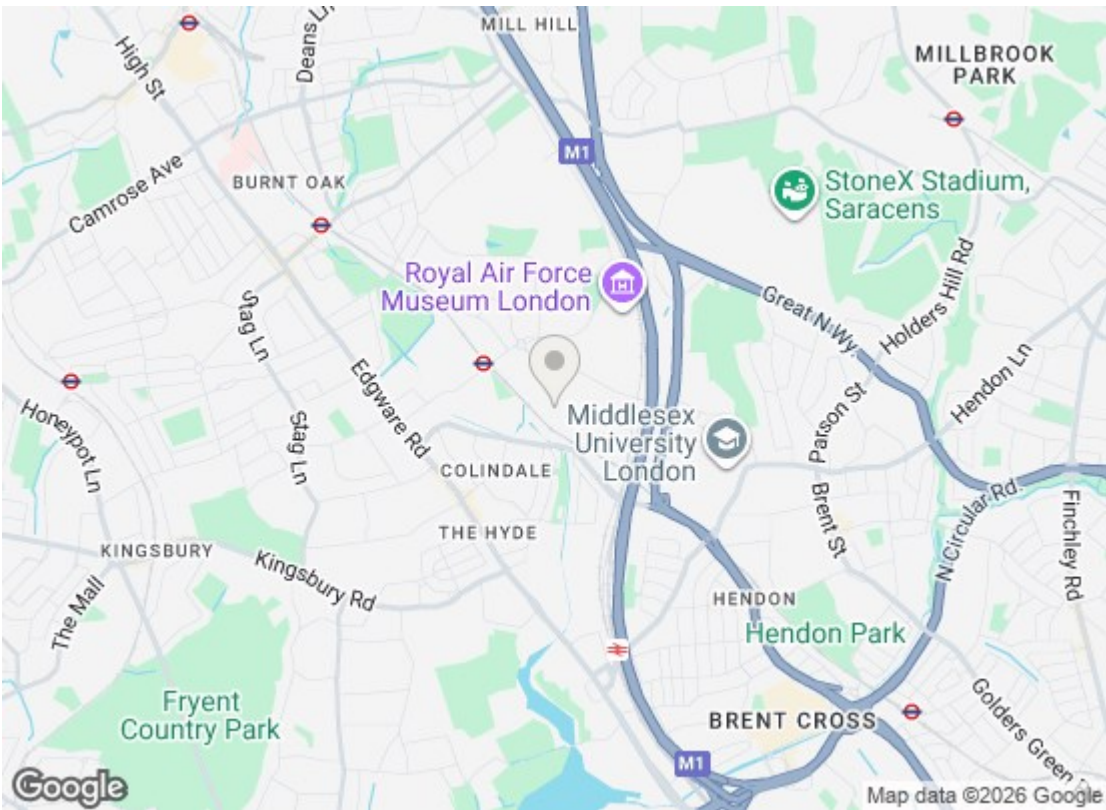 MILL HILL
High St
Deans Ln
MILLBROOK
PARK
M1
Camrose Ave
BURNT OAK
StoneX Stadium,
Saracens
Royal Air Force
Museum London
Holders Hill Rd
Great N Wy
Stag Ln
Edgware Rd
Hendon Ln
Parson St
Honeypot Ln
Stag Ln
Middlesex
University
London
COLINDALE
Brent St
N Circular Rd
Finchley Rd
THE HYDE
KINGSBURY
Kingsbury Rd
The Mall
HENDON
Hendon Park
Fryent
Country Park
BRENT CROSS
Golders Green
M1
Google
Map data ©2026 Google